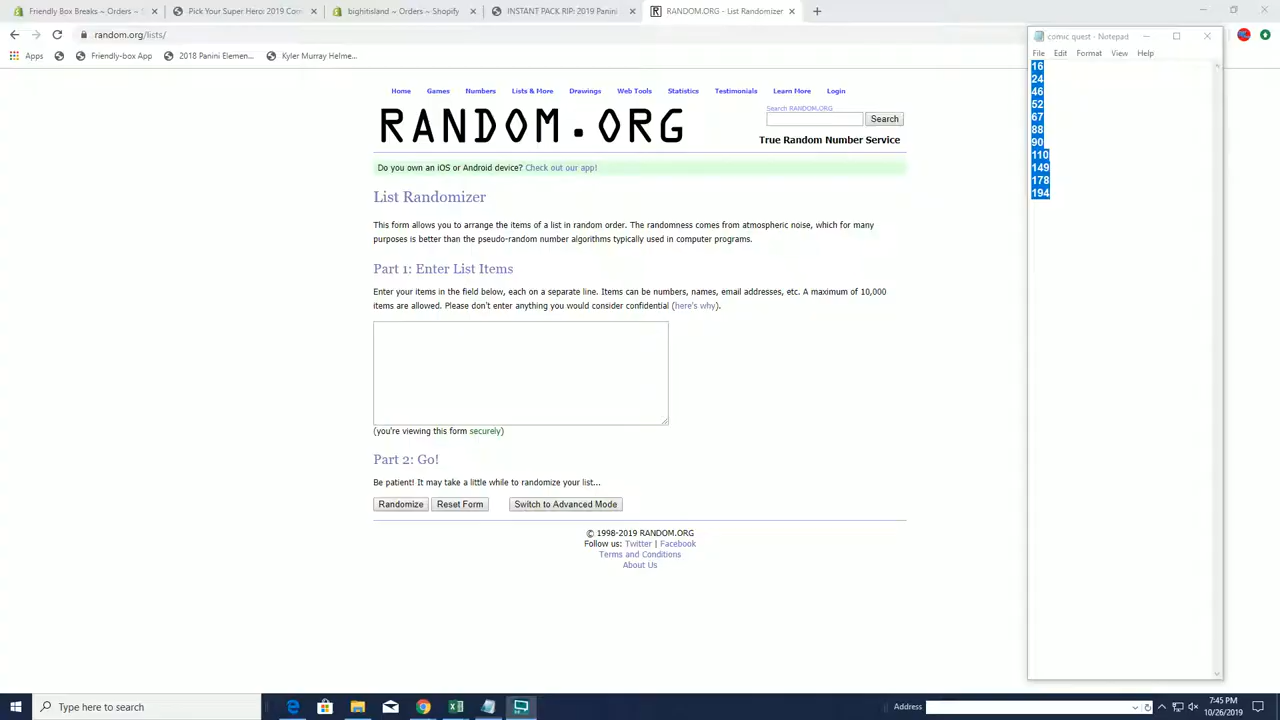 Friendly Box Breaks ~ Orders ~ S
Pick Your Super Hero! 2019 Com
bighitsland ~ Orders ~ Shopify
INSTANT PACK RIP: 2019 Panini
RANDOM.ORG - List Randomizer
random.org/lists/
Apps
Friendly-box App
2018 Panini Elemen...
Kyler Murray Helme...
comic quest - Notepad
File Edit Format View Help
16
24
46
52
67
88
90
110
149
178
194
Home Games Numbers Lists & More Drawings Web Tools Statistics Testimonials Learn More Login
RANDOM.ORG
Search RANDOM.ORG
Search
True Random Number Service
Do you own an iOS or Android device? Check out our app!
List Randomizer
This form allows you to arrange the items of a list in random order. The randomness comes from atmospheric noise, which for many
purposes is better than the pseudo-random number algorithms typically used in computer programs.
Part 1: Enter List Items
Enter your items in the field below, each on a separate line. Items can be numbers, names, email addresses, etc. A maximum of 10,000
items are allowed. Please don't enter anything you would consider confidential (here's why).
(you're viewing this form securely)
Part 2: Go!
Be patient! It may take a little while to randomize your list...
Randomize Reset Form Switch to Advanced Mode
© 1998-2019 RANDOM.ORG
Follow us: Twitter | Facebook
Terms and Conditions
About Us
Type here to search
Address
7:45 PM
10/26/2019